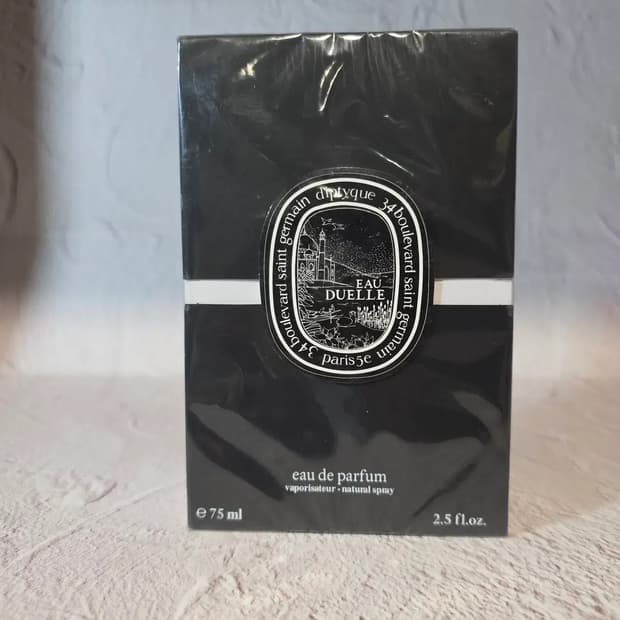 diptyque 34 boulevard saint germain paris5e 34 boulevard saint germain
EAU
DUELLE
eau de parfum
vaporisateur - natural spray
e 75 ml
2.5 fl.oz.